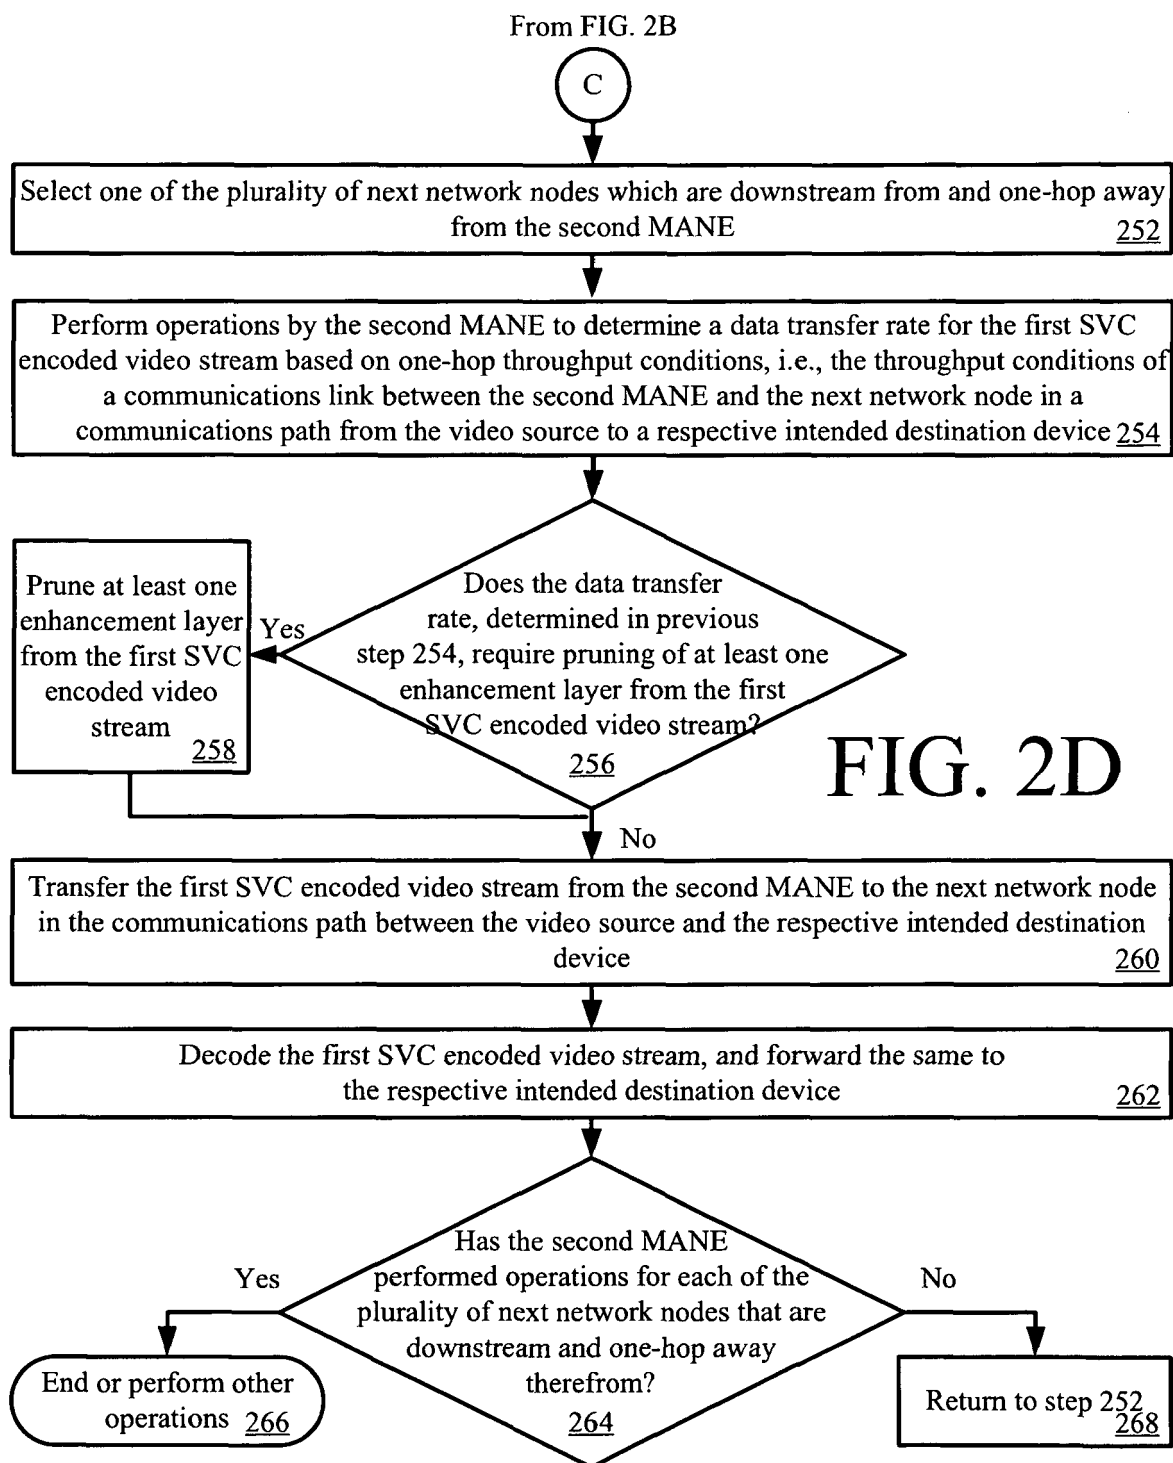 From FIG. 2B
C
Select one of the plurality of next network nodes which are downstream from and one-hop away
from the second MANE
252
Perform operations by the second MANE to determine a data transfer rate for the first SVC
encoded video stream based on one-hop throughput conditions, i.e., the throughput conditions of
a communications link between the second MANE and the next network node in a
communications path from the video source to a respective intended destination device 254
Does the data transfer
rate, determined in previous
step 254, require pruning of at least one
enhancement layer from the first
SVC encoded video stream?
256
Yes
Prune at least one
enhancement layer
from the first SVC
encoded video
stream
258
FIG. 2D
No
Transfer the first SVC encoded video stream from the second MANE to the next network node
in the communications path between the video source and the respective intended destination
device
260
Decode the first SVC encoded video stream, and forward the same to
the respective intended destination device
262
Has the second MANE
performed operations for each of the
plurality of next network nodes that are
downstream and one-hop away
therefrom?
264
Yes
No
End or perform other
operations 266
Return to step 252
268